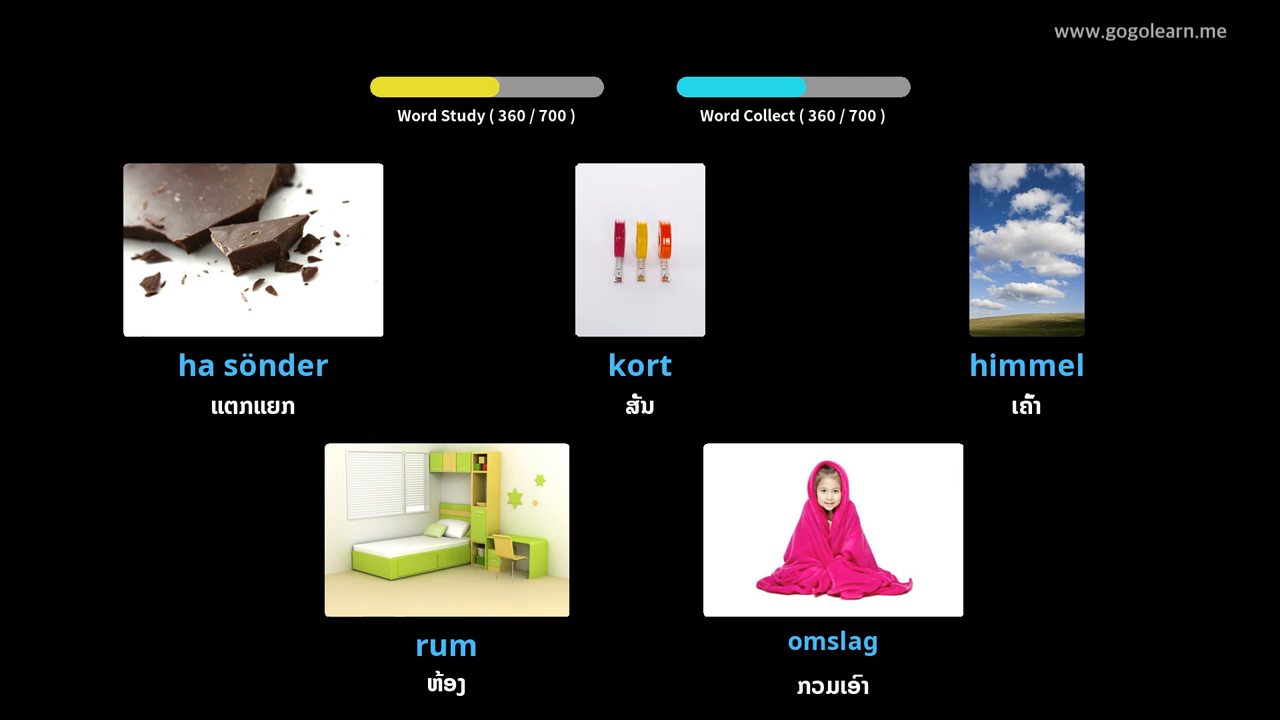 www.gogolearn.me
Word Study ( 360 / 700 )
Word Collect ( 360 / 700 )
ha sönder
ແຕກແຍກ
kort
ສັ້ນ
himmel
ເຄົ້າ
rum
ຫ້ອງ
omslag
ກວມເອົາ